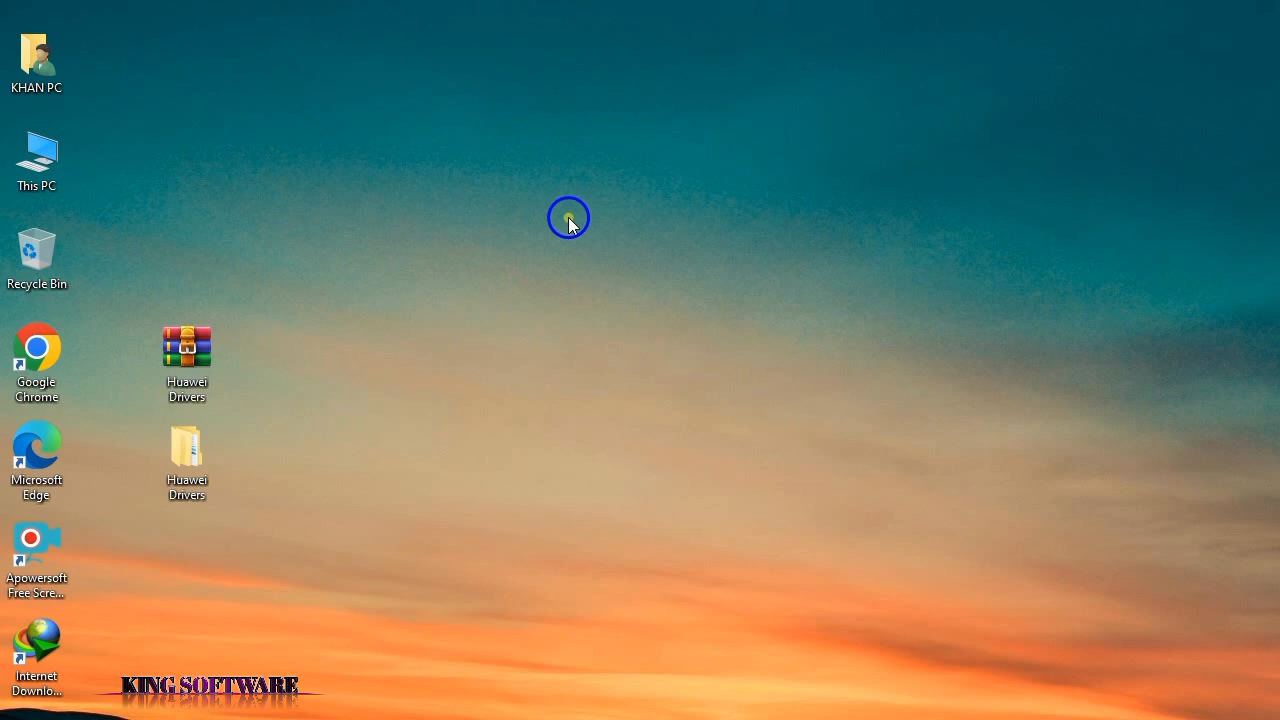 KHAN PC
This PC
Recycle Bin
Google
Chrome
Microsoft
Edge
Apowersoft
Free Scre...
Internet
Downlo...
Huawei
Drivers
Huawei
Drivers
KING SOFTWARE